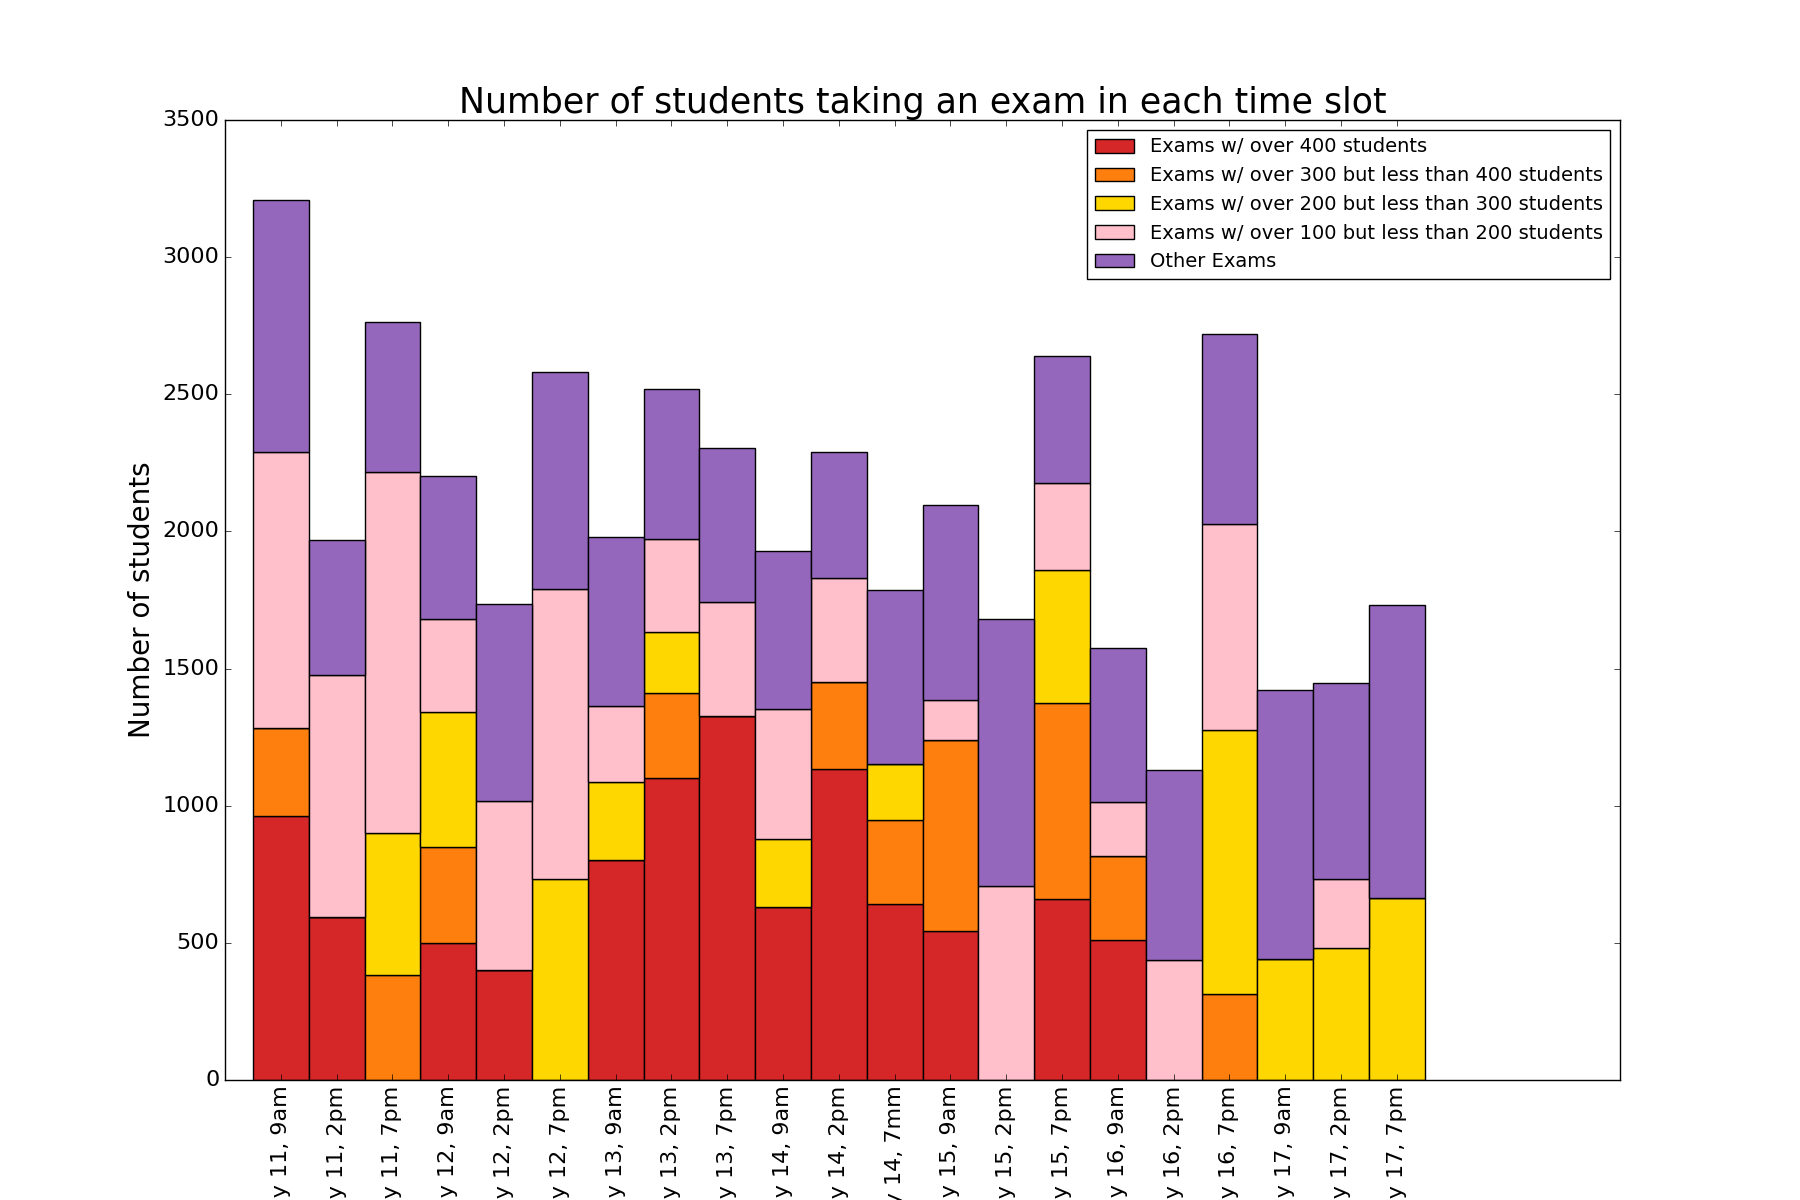 Number of students taking an exam in each time slot
Exams w/ over 400 students
Exams w/ over 300 but less than 400 students
Exams w/ over 200 but less than 300 students
Exams w/ over 100 but less than 200 students
Other Exams
Number of students
3500
3000
2500
2000
1500
1000
500
0
y 11, 9am
y 11, 2pm
y 11, 7pm
y 12, 9am
y 12, 2pm
y 12, 7pm
y 13, 9am
y 13, 2pm
y 13, 7pm
y 14, 9am
y 14, 2pm
y 14, 7mm
y 15, 9am
y 15, 2pm
y 15, 7pm
y 16, 9am
y 16, 2pm
y 16, 7pm
y 17, 9am
y 17, 2pm
y 17, 7pm